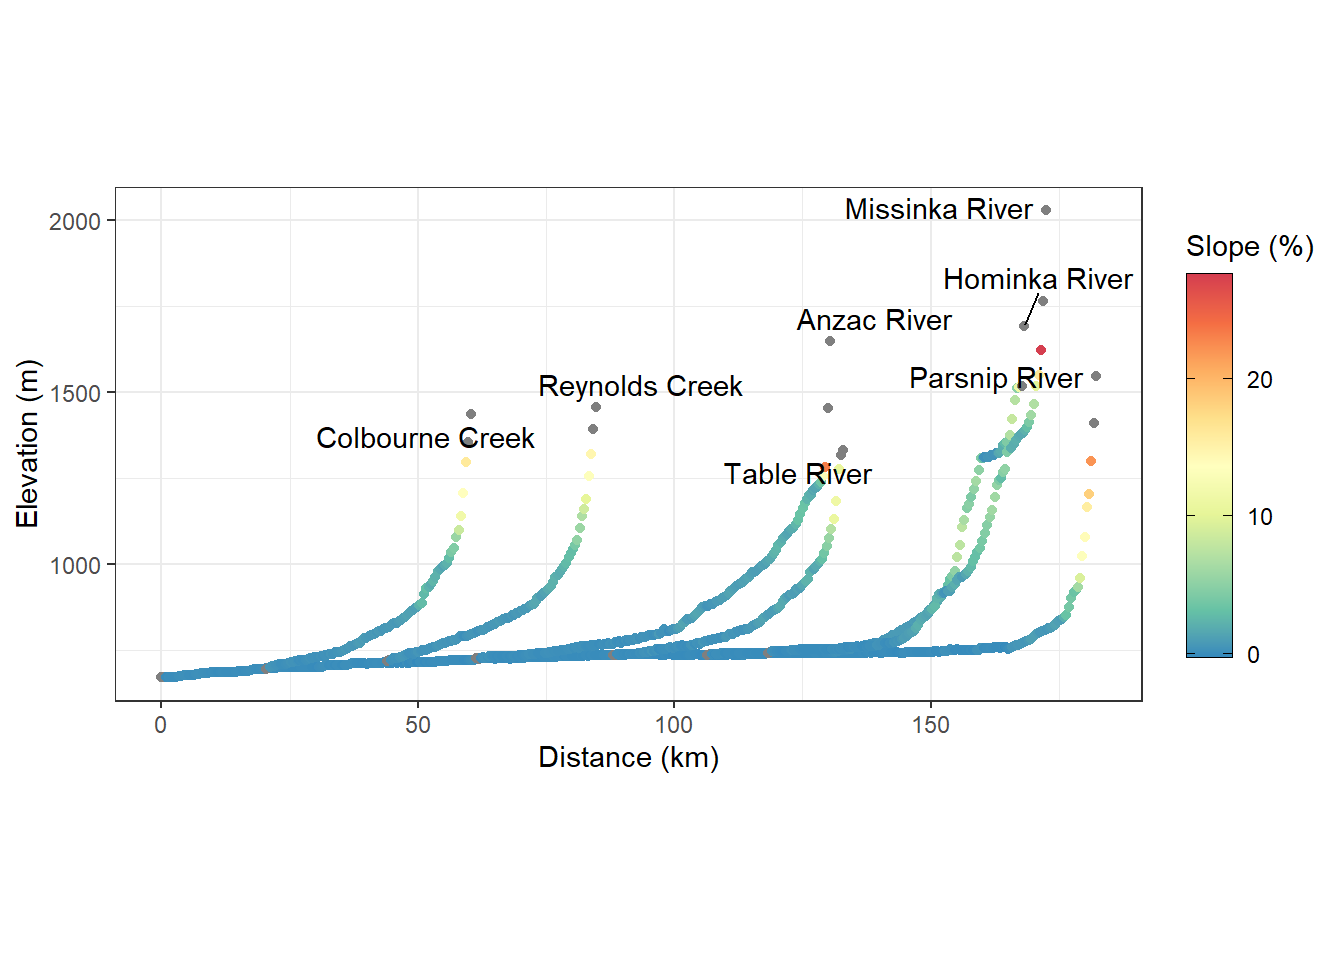 Missinka River
Hominka River
Anzac River
Parsnip River
Reynolds Creek
Colbourne Creek
Table River
2000
1500
1000
Elevation (m)
0
50
100
150
Distance (km)
Slope (%)
20
10
0